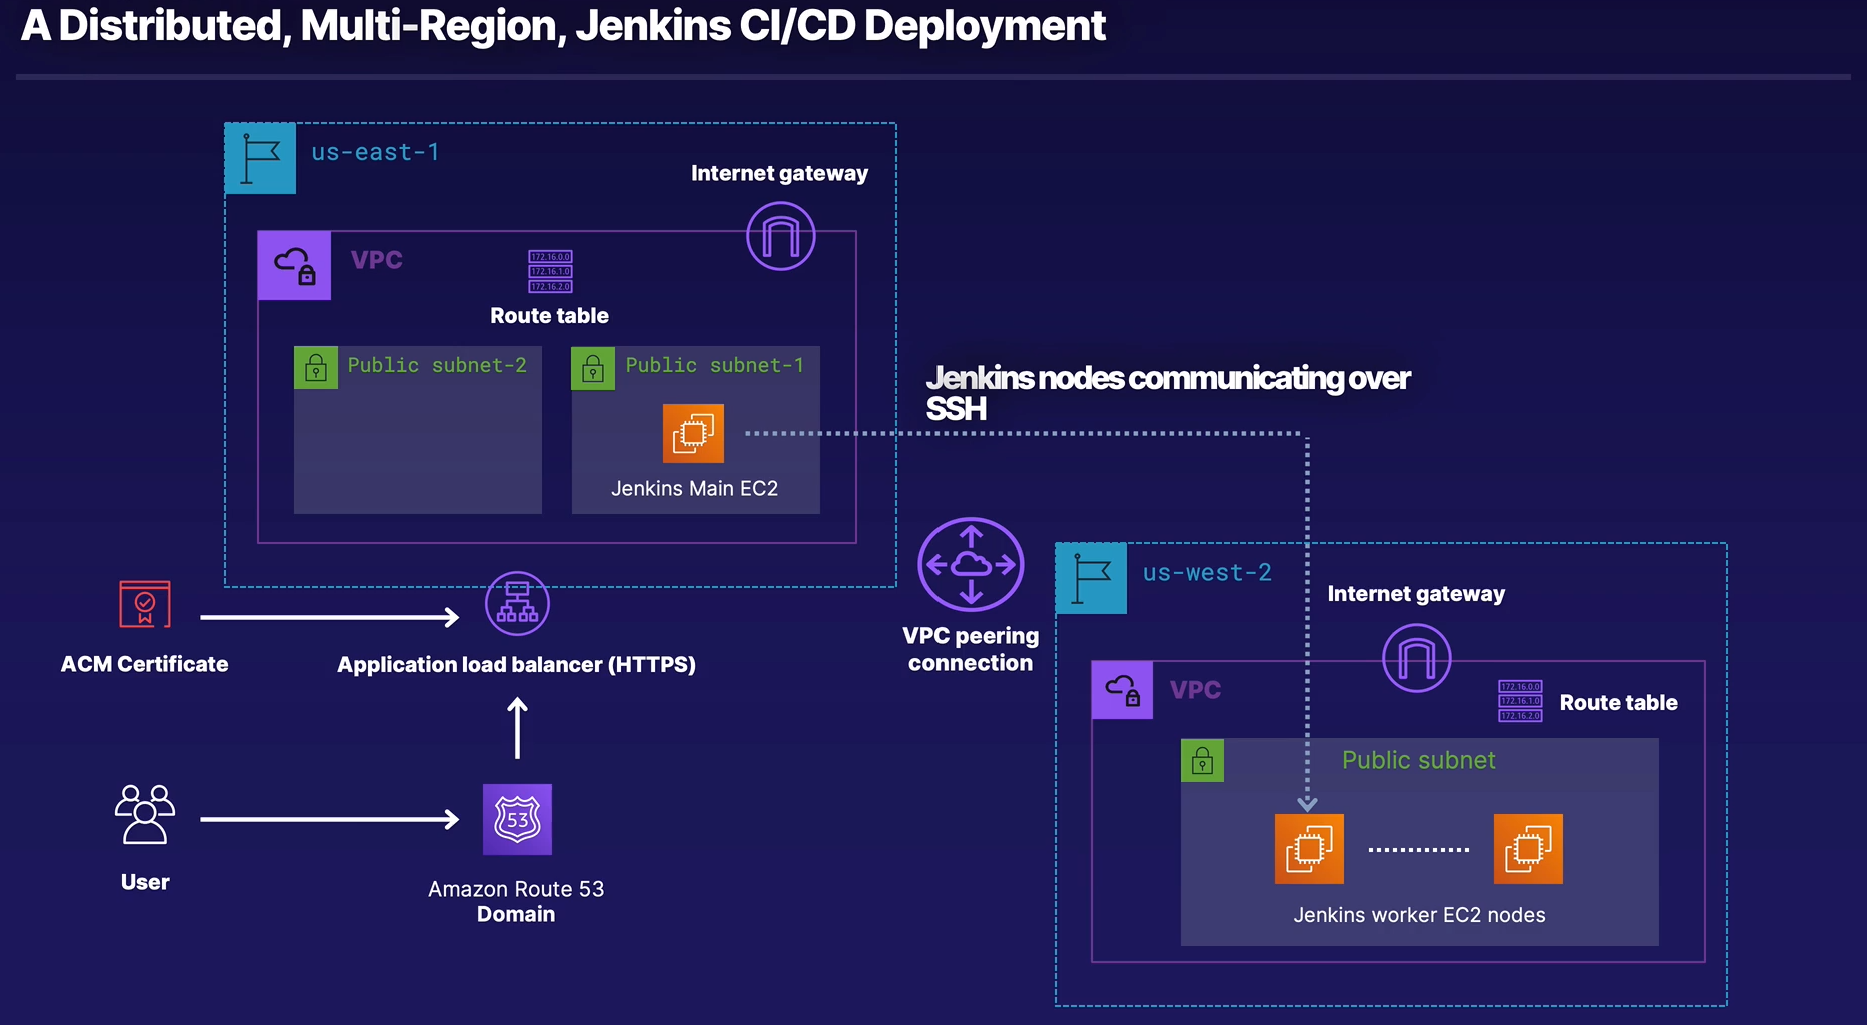 A Distributed, Multi-Region, Jenkins CI/CD Deployment
us-east-1
Internet gateway
VPC
172.16.0.0
172.16.1.0
172.16.2.0
Route table
Public subnet-2
Public subnet-1
Jenkins Main EC2
Jenkins nodes communicating over
SSH
VPC peering
connection
ACM Certificate
Application load balancer (HTTPS)
User
53
Amazon Route 53
Domain
us-west-2
Internet gateway
VPC
172.16.0.0
172.16.1.0
172.16.2.0
Route table
Public subnet
Jenkins worker EC2 nodes